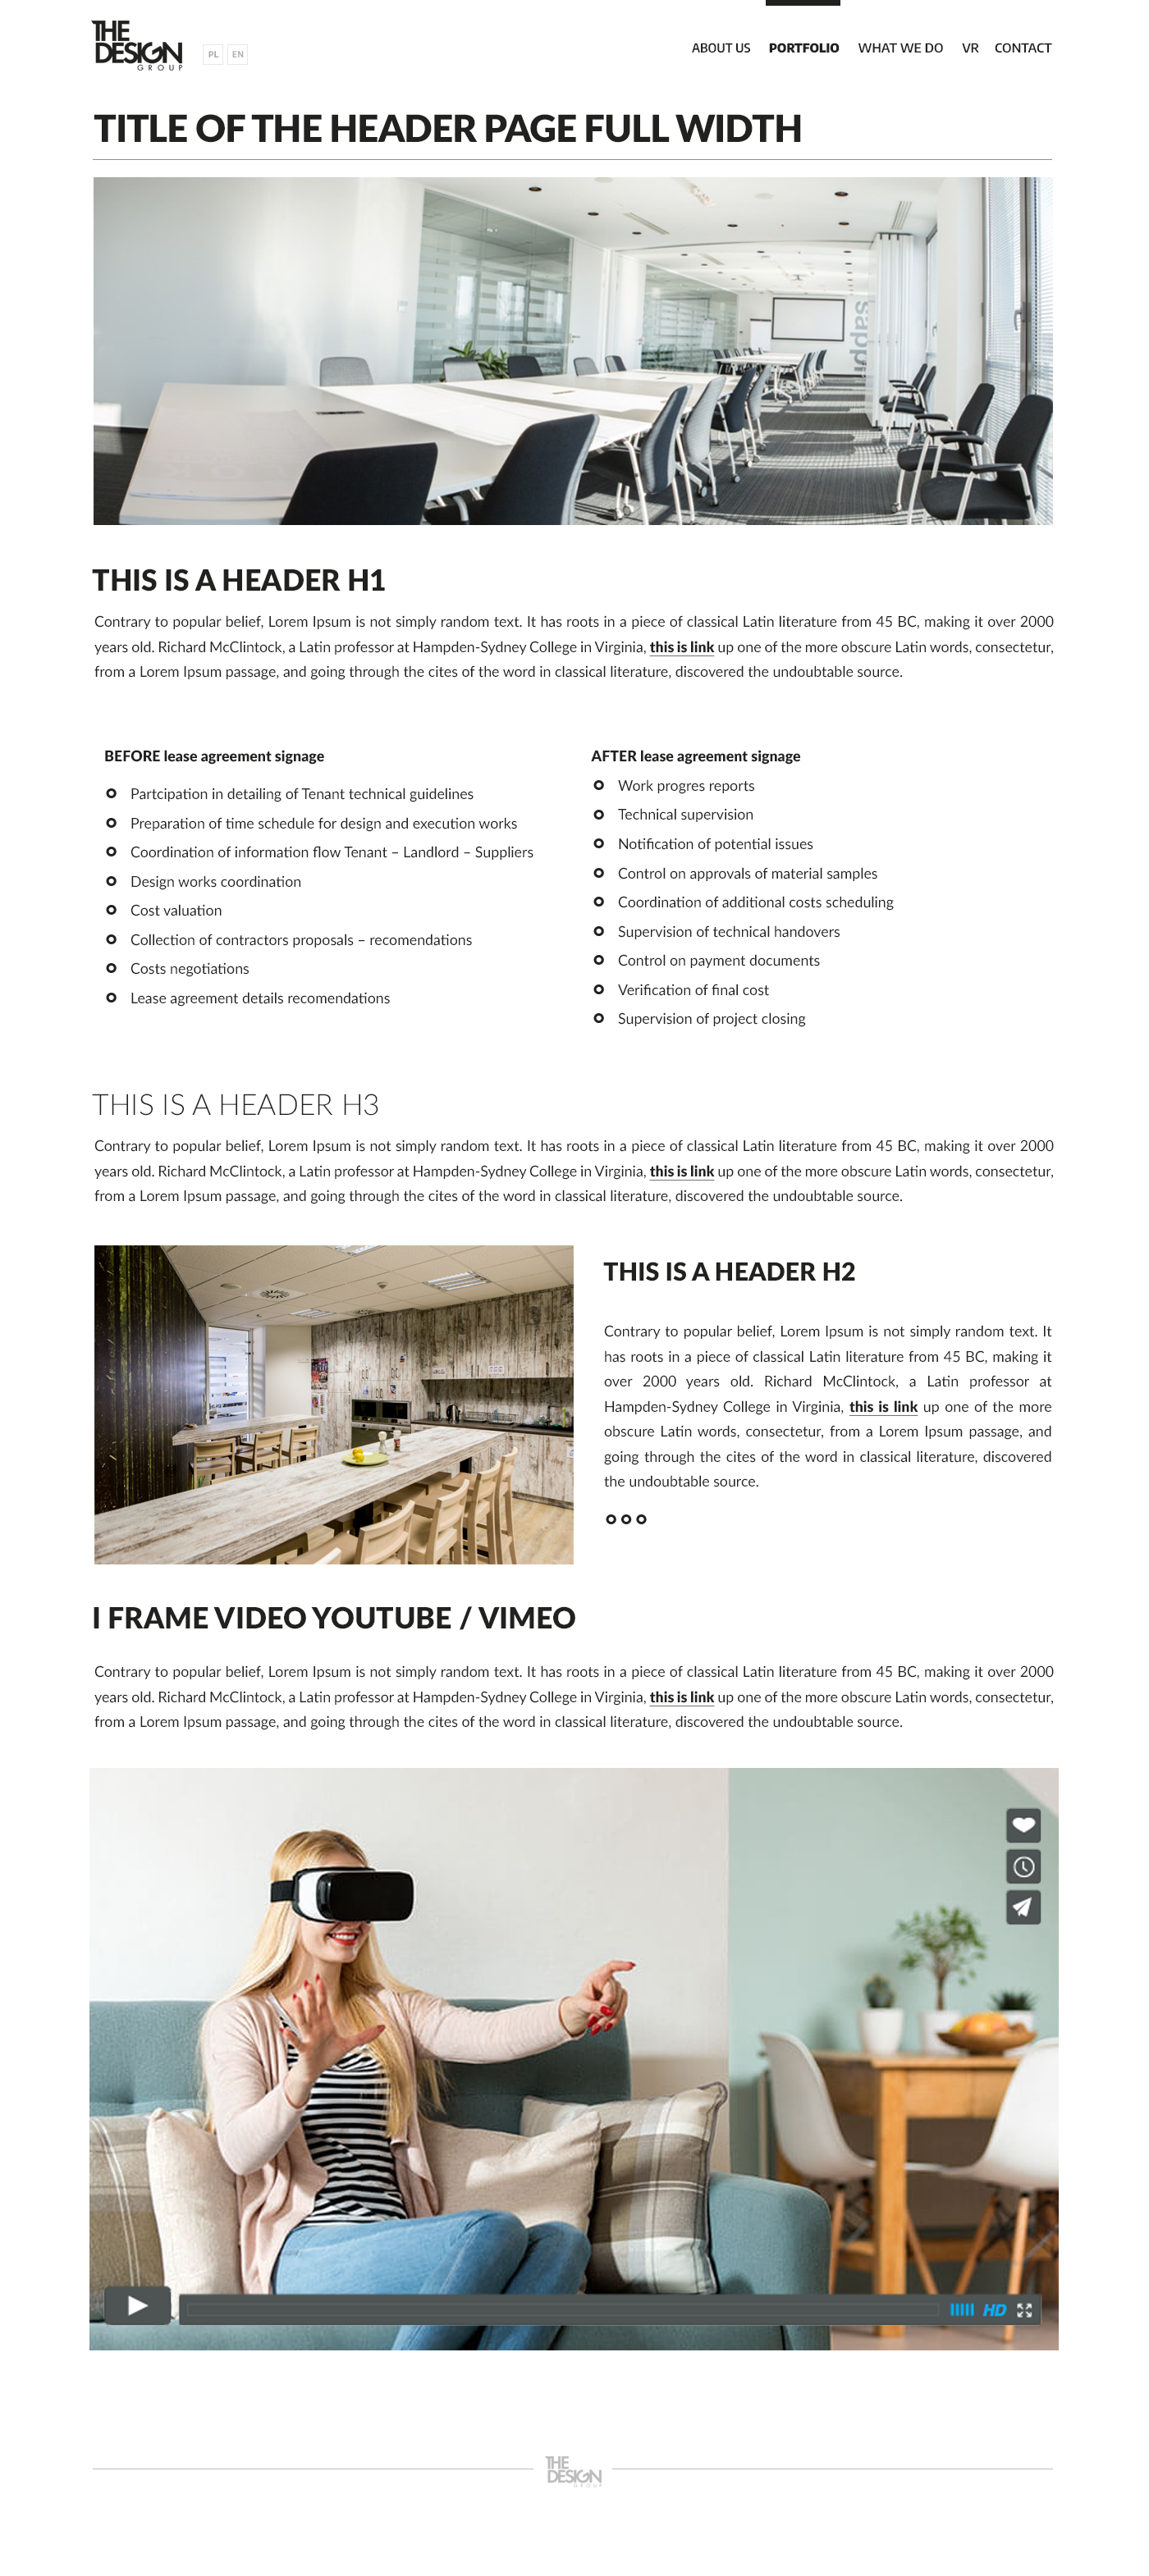 THE
DESIGN
GROUP
PL EN
ABOUT US PORTFOLIO WHAT WE DO VR CONTACT
TITLE OF THE HEADER PAGE FULL WIDTH
THIS IS A HEADER H1
Contrary to popular belief, Lorem Ipsum is not simply random text. It has roots in a piece of classical Latin literature from 45 BC, making it over 2000
years old. Richard McClintock, a Latin professor at Hampden-Sydney College in Virginia, this is link up one of the more obscure Latin words, consectetur,
from a Lorem Ipsum passage, and going through the cites of the word in classical literature, discovered the undoubtable source.
BEFORE lease agreement signage
Partcipation in detailing of Tenant technical guidelines
Preparation of time schedule for design and execution works
Coordination of information flow Tenant – Landlord – Suppliers
Design works coordination
Cost valuation
Collection of contractors proposals – recomendations
Costs negotiations
Lease agreement details recomendations
AFTER lease agreement signage
Work progres reports
Technical supervision
Notification of potential issues
Control on approvals of material samples
Coordination of additional costs scheduling
Supervision of technical handovers
Control on payment documents
Verification of final cost
Supervision of project closing
THIS IS A HEADER H3
Contrary to popular belief, Lorem Ipsum is not simply random text. It has roots in a piece of classical Latin literature from 45 BC, making it over 2000
years old. Richard McClintock, a Latin professor at Hampden-Sydney College in Virginia, this is link up one of the more obscure Latin words, consectetur,
from a Lorem Ipsum passage, and going through the cites of the word in classical literature, discovered the undoubtable source.
THIS IS A HEADER H2
Contrary to popular belief, Lorem Ipsum is not simply random text. It
has roots in a piece of classical Latin literature from 45 BC, making it
over 2000 years old. Richard McClintock, a Latin professor at
Hampden-Sydney College in Virginia, this is link up one of the more
obscure Latin words, consectetur, from a Lorem Ipsum passage, and
going through the cites of the word in classical literature, discovered
the undoubtable source.
I FRAME VIDEO YOUTUBE / VIMEO
Contrary to popular belief, Lorem Ipsum is not simply random text. It has roots in a piece of classical Latin literature from 45 BC, making it over 2000
years old. Richard McClintock, a Latin professor at Hampden-Sydney College in Virginia, this is link up one of the more obscure Latin words, consectetur,
from a Lorem Ipsum passage, and going through the cites of the word in classical literature, discovered the undoubtable source.
HD
THE
DESIGN
GROUP